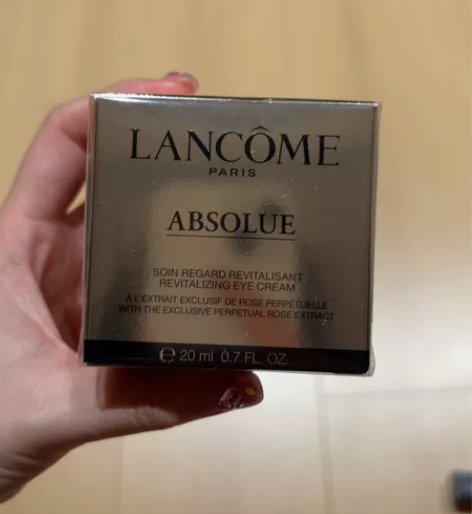 LANCÔME
PARIS
ABSOLUE
SOIN REGARD REVITALISANT
REVITALIZING EYE CREAM
À L'EXTRAIT EXCLUSIF DE ROSE PERPÉTUELLE
WITH THE EXCLUSIVE PERPETUAL ROSE EXTRACT
℮ 20 ml 0.7 FL. OZ.